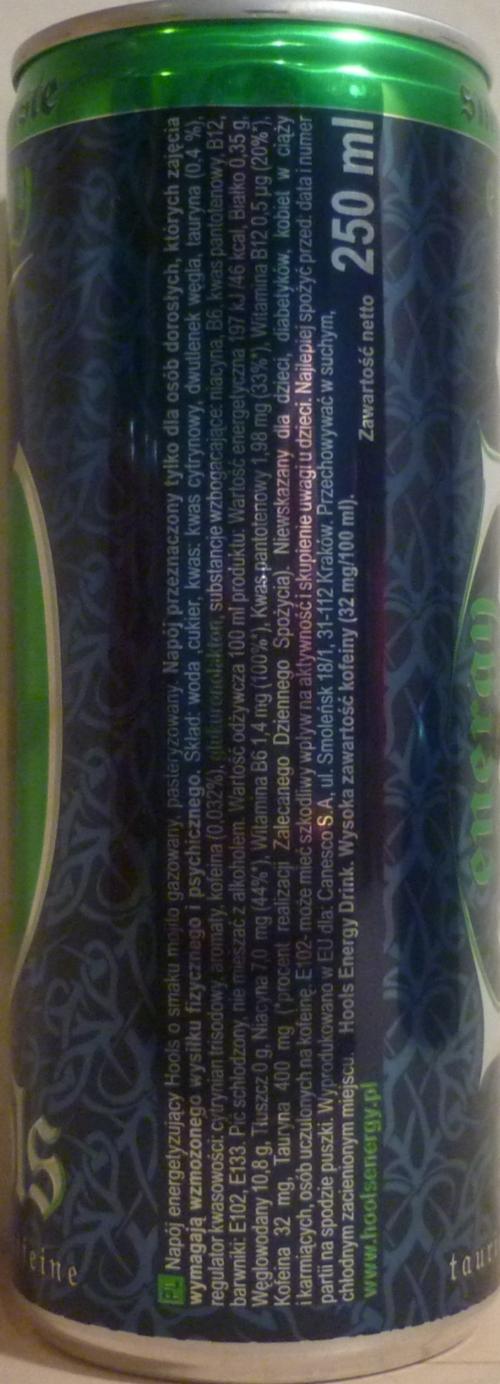 PL Napój energetyzujący Hools o smaku mojito gazowany, pasteryzowany. Napój przeznaczony tylko dla osób dorosłych, których zajęcia
wymagają wzmożonego wysiłku fizycznego i psychicznego. Skład: woda ,cukier, kwas: kwas cytrynowy, dwutlenek węgla, tauryna (0,4 %),
regulator kwasowości: cytrynian trisodowy, aromaty, kofeina (0,032%), glukuronolakton, substancje wzbogacające: niacyna, B6, kwas pantotenowy, B12,
barwniki: E102, E133. Pić schłodzony, nie mieszać z alkoholem. Wartość odżywcza 100 ml produktu: Wartość energetyczna 197 kJ/46 kcal, Białko 0,35 g,
Węglowodany 10,8 g, Tłuszcz 0 g, Niacyna 7,0 mg (44%*), Witamina B6 1,4 mg (100%*), Kwas pantotenowy 1,98 mg (33%*), Witamina B12 0,5 µg (20%*),
Kofeina 32 mg, Tauryna 400 mg (*procent realizacji Zalecanego Dziennego Spożycia). Niewskazany dla dzieci, diabetyków, kobiet w ciąży
i karmiących, osób uczulonych na kofeinę. E102- może mieć szkodliwy wpływ na aktywność i skupienie uwagi u dzieci. Najlepiej spożyć przed: data i numer
partii na spodzie puszki. Wyprodukowano w EU dla: Canesco S.A. ul. Smoleńsk 18/1, 31-112 Kraków. Przechowywać w suchym,
chłodnym zacienionym miejscu. Hools Energy Drink. Wysoka zawartość kofeiny (32 mg/100 ml).
www.hoolsenergy.pl
Zawartość netto 250 ml
energy